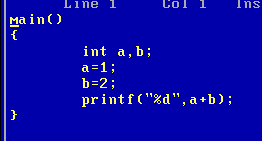 Line 1 Col 1 Ins
main()
{
        int a,b;
        a=1;
        b=2;
        printf("%d",a+b);
}